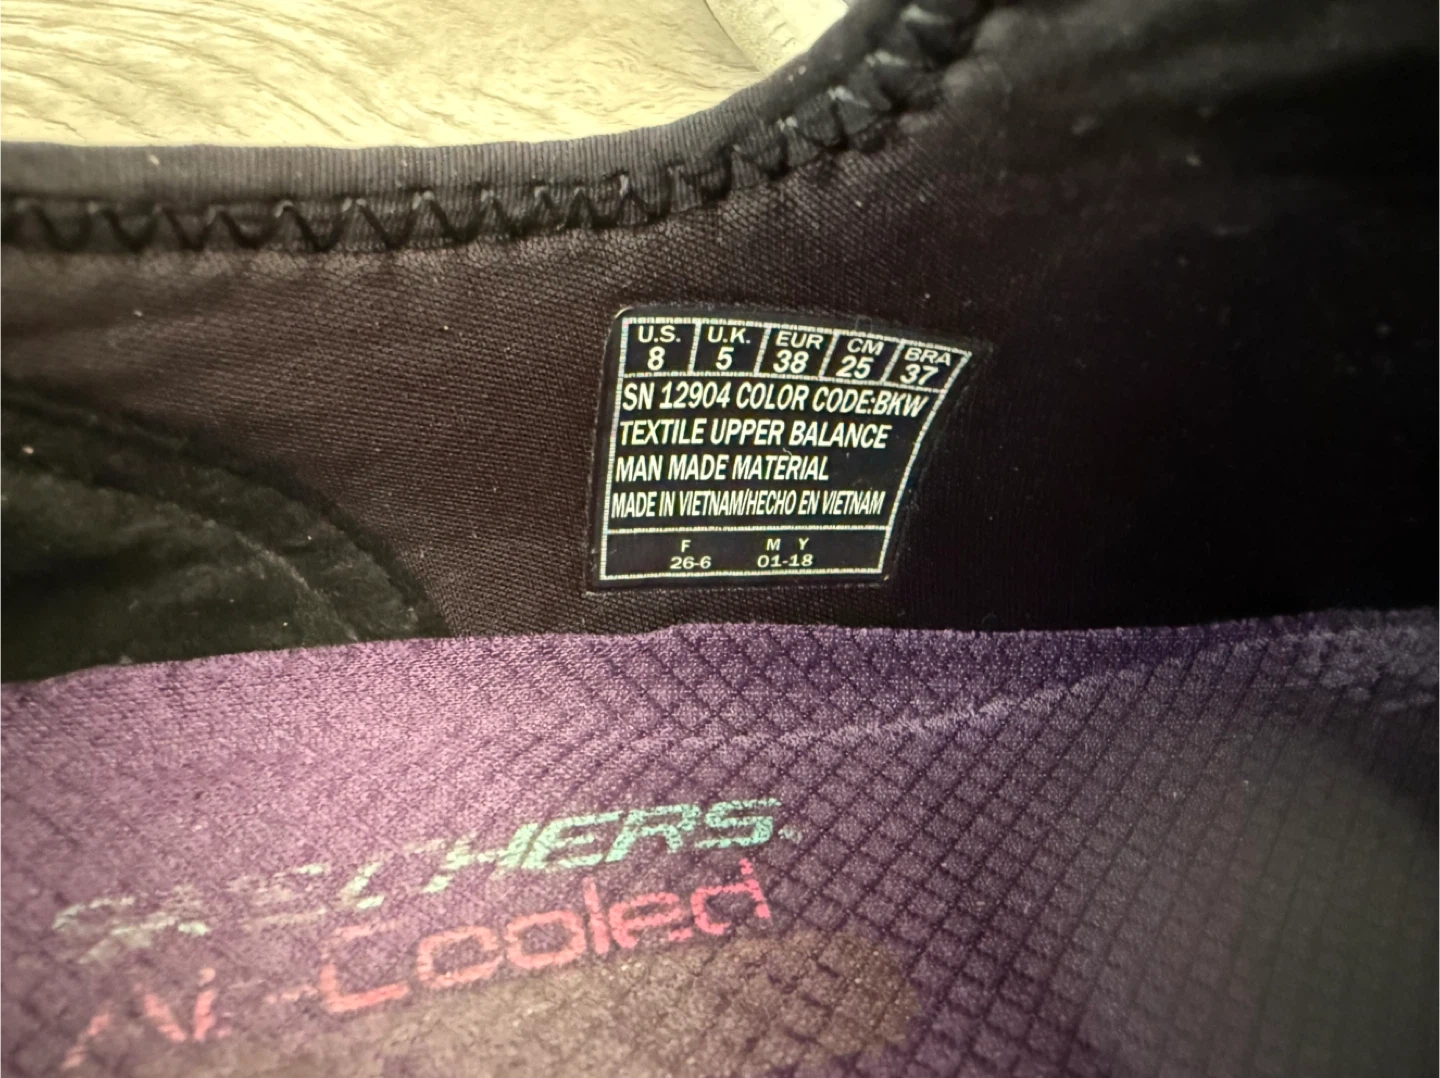 U.S. U.K. EUR CM BRA
8 5 38 25 37
SN 12904 COLOR CODE:BKW
TEXTILE UPPER BALANCE
MAN MADE MATERIAL
MADE IN VIETNAM/HECHO EN VIETNAM
F M Y
26-6 01-18
SKECHERS.
-Cooled